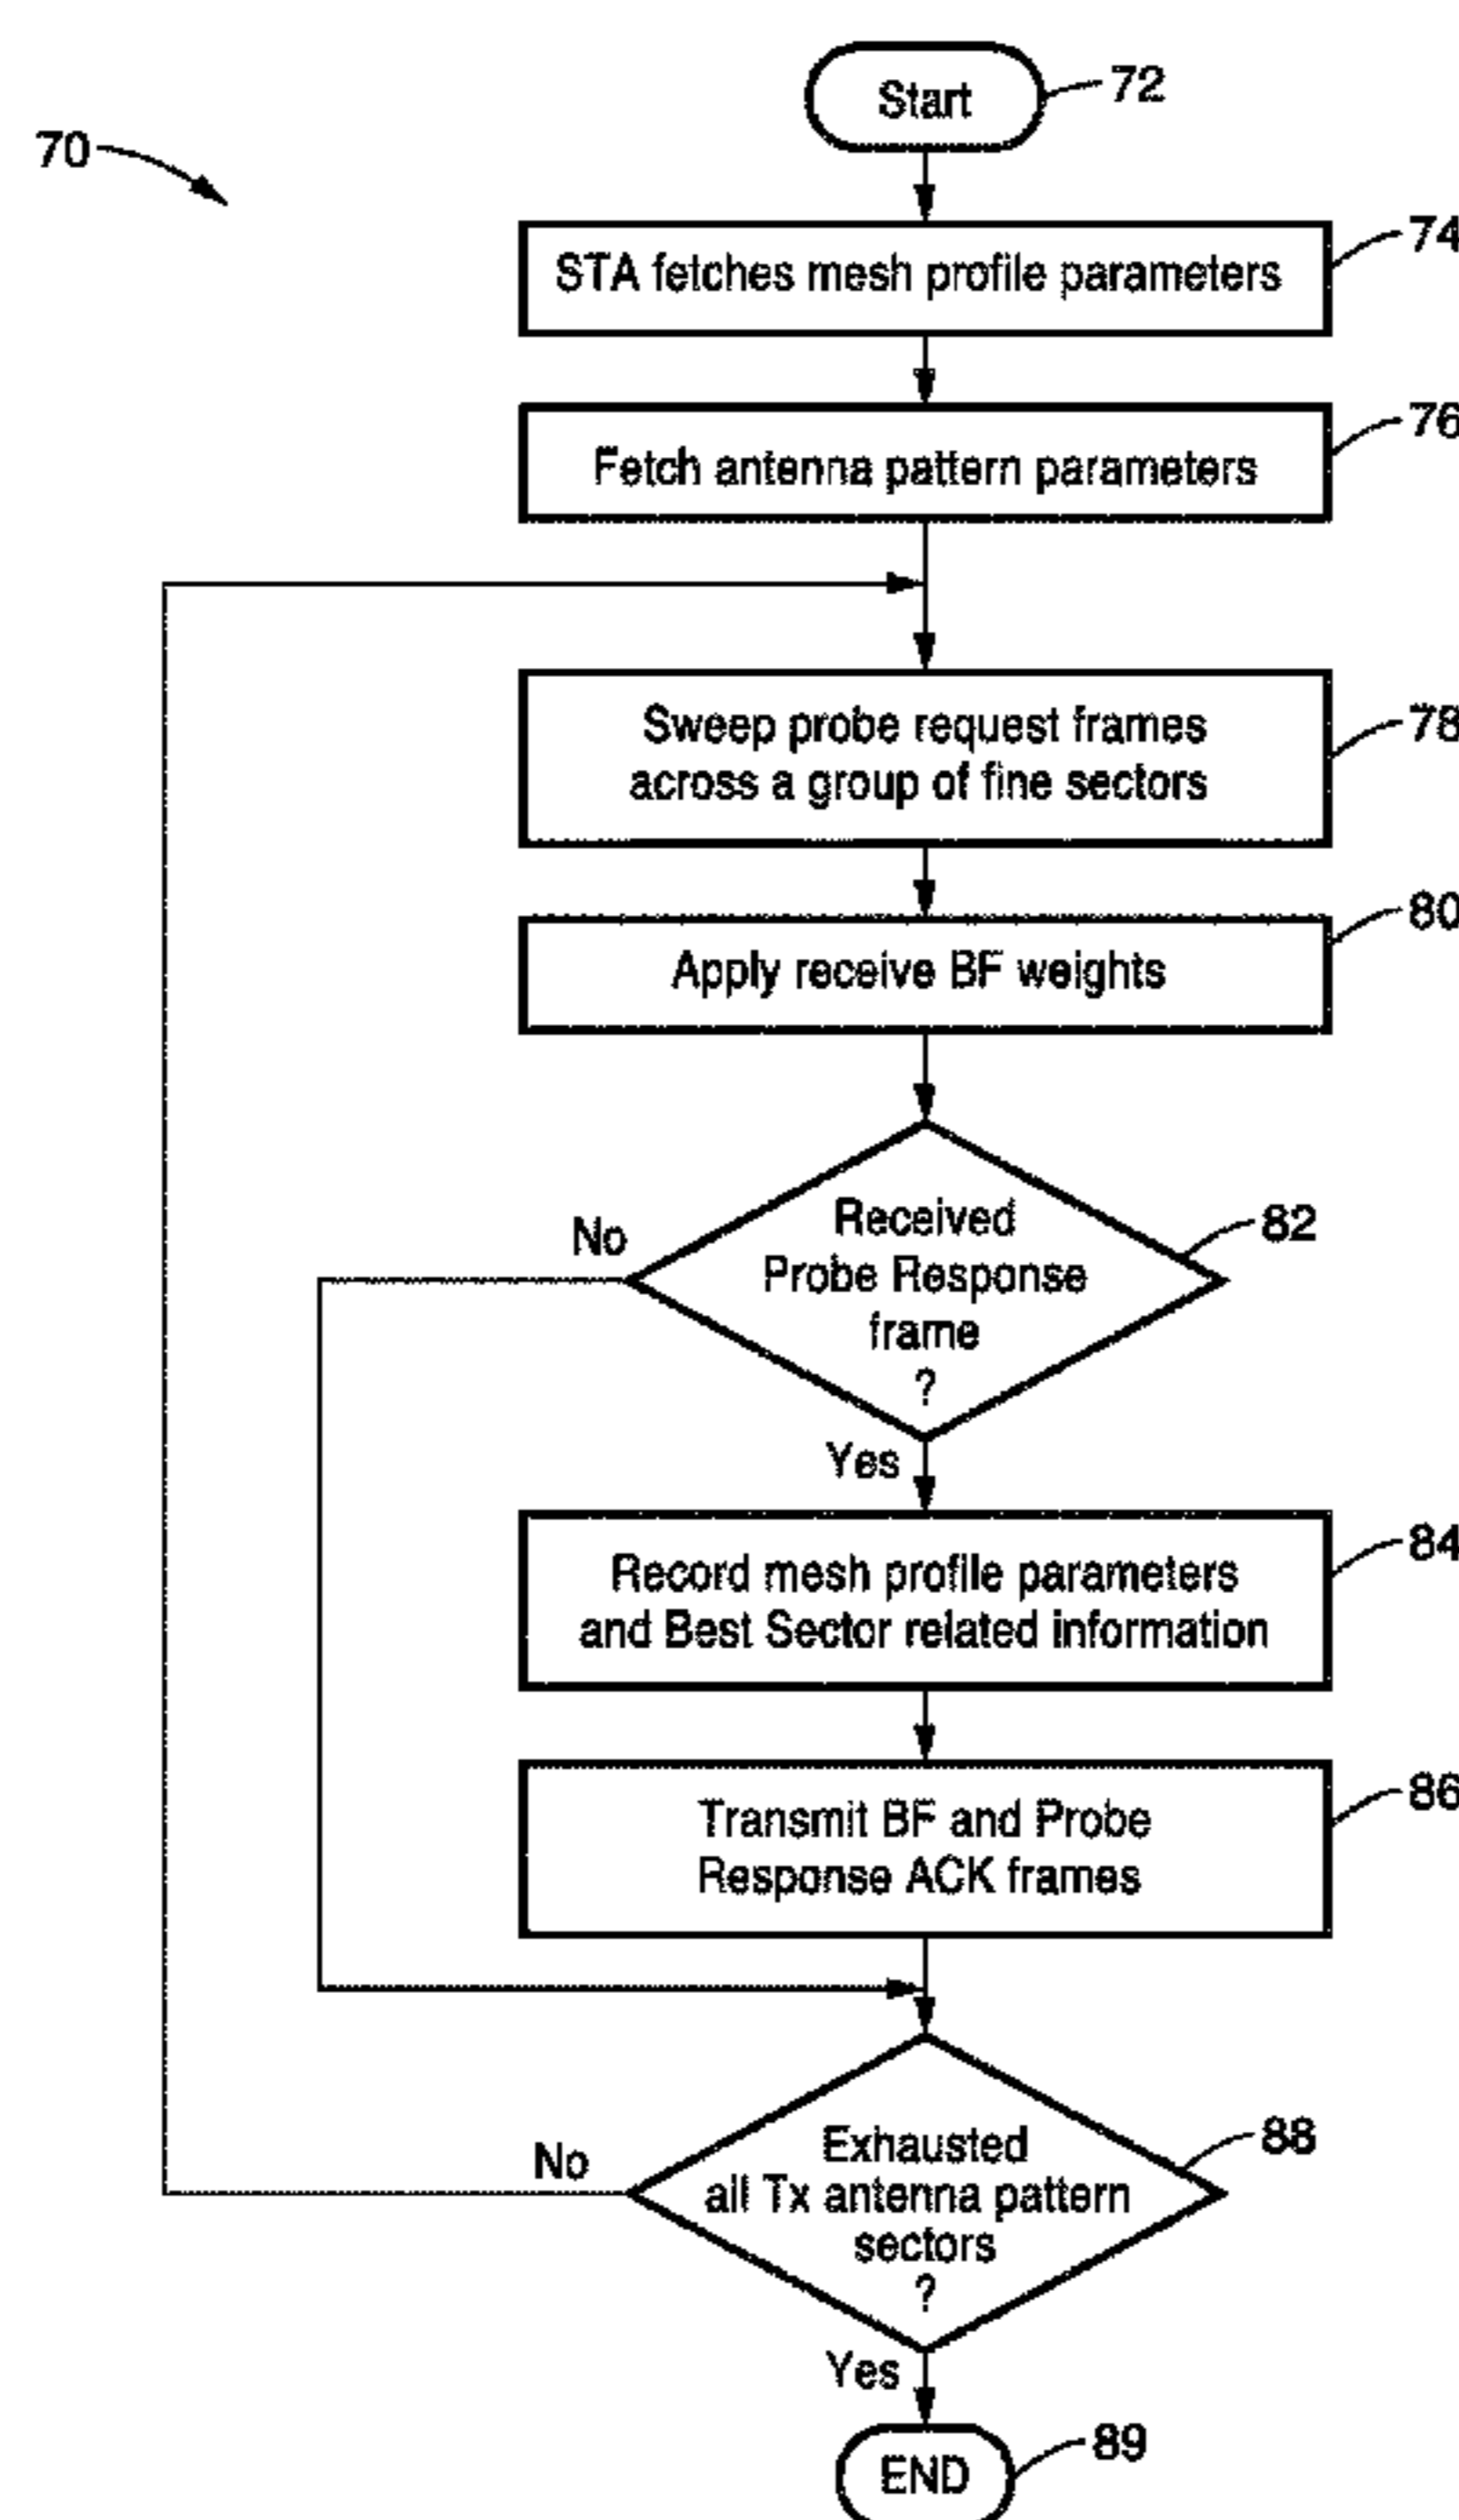 Start
72
70
74
STA fetches mesh profile parameters
76
Fetch antenna pattern parameters
78
Sweep probe request frames
across a group of fine sectors
80
Apply receive BF weights
82
No
Received
Probe Response
frame
?
Yes
84
Record mesh profile parameters
and Best Sector related information
86
Transmit BF and Probe
Response ACK frames
88
No
Exhausted
all Tx antenna pattern
sectors
?
Yes
89
END